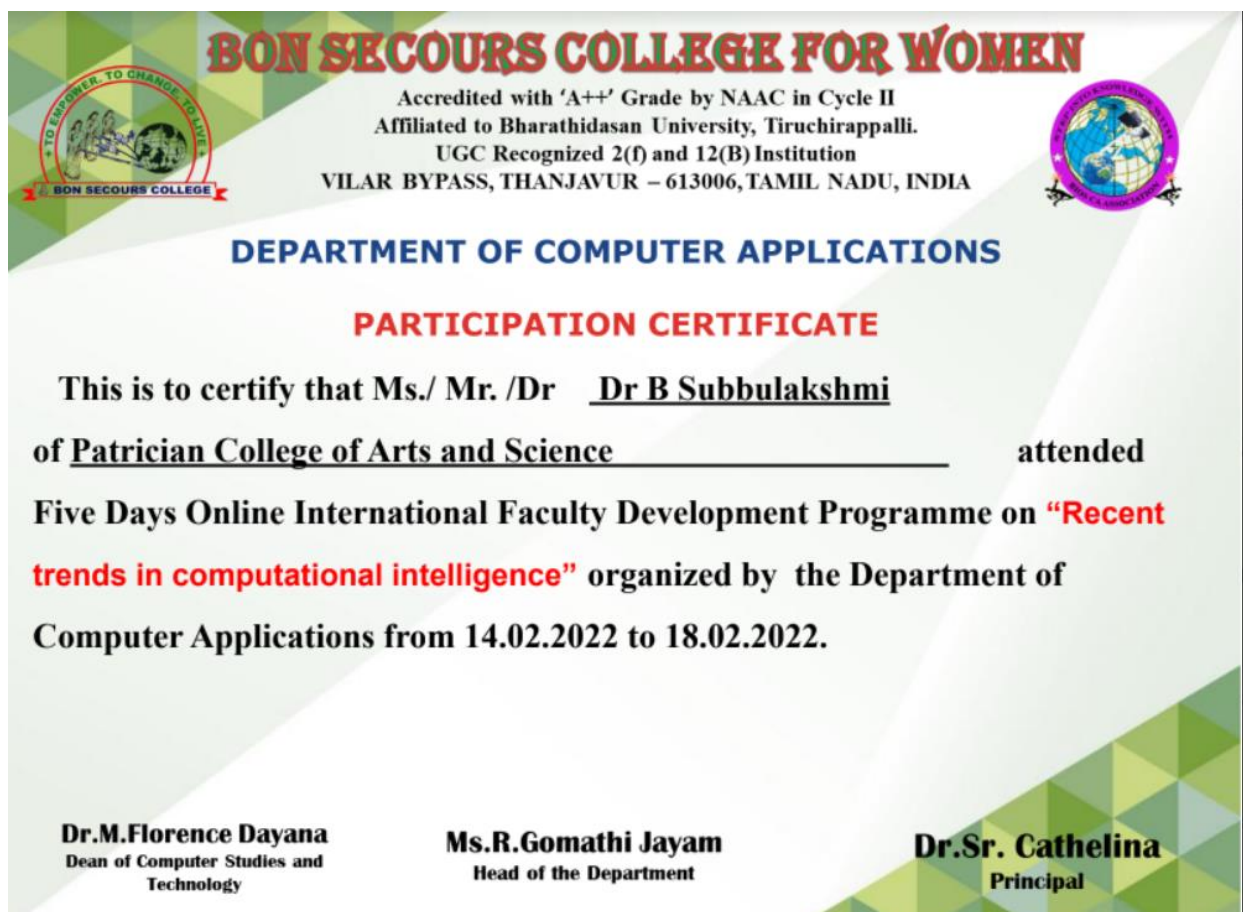 BON SECOURS COLLEGE FOR WOMEN
Accredited with ‘A++’ Grade by NAAC in Cycle II
Affiliated to Bharathidasan University, Tiruchirappalli.
UGC Recognized 2(f) and 12(B) Institution
VILAR BYPASS, THANJAVUR – 613006, TAMIL NADU, INDIA
TO EMPOWER, TO CHANGE, TO LIVE
BON SECOURS COLLEGE
STEP INTO KNOWLEDGE WITH
DEPARTMENT OF COMPUTER APPLICATIONS
PARTICIPATION CERTIFICATE
This is to certify that Ms./ Mr. /Dr Dr B Subbulakshmi
of Patrician College of Arts and Science attended
Five Days Online International Faculty Development Programme on “Recent
trends in computational intelligence” organized by the Department of
Computer Applications from 14.02.2022 to 18.02.2022.
Dr.M.Florence Dayana
Dean of Computer Studies and
Technology
Ms.R.Gomathi Jayam
Head of the Department
Dr.Sr. Cathelina
Principal